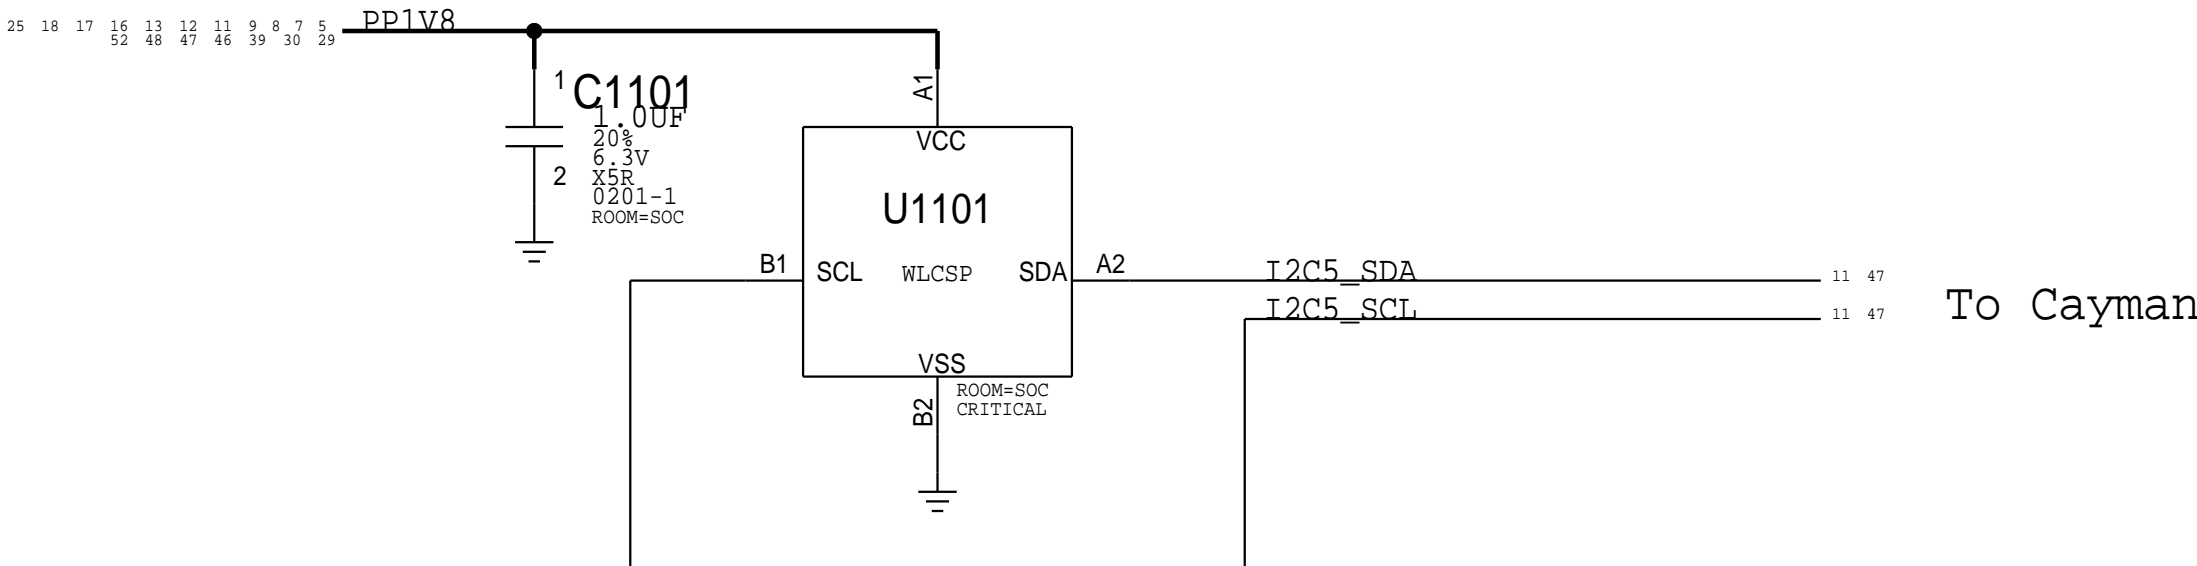 25 18 17 16 13 12 11 9 8 7 5
52 48 47 46 39 30 29
PP1V8
1
C1101
1.0UF
20%
6.3V
2
X5R
0201-1
ROOM=SOC
A1
VCC
U1101
B1
SCL
WLCSP
SDA
A2
I2C5_SDA
11 47
I2C5_SCL
11 47
To Cayman
VSS
B2
ROOM=SOC
CRITICAL